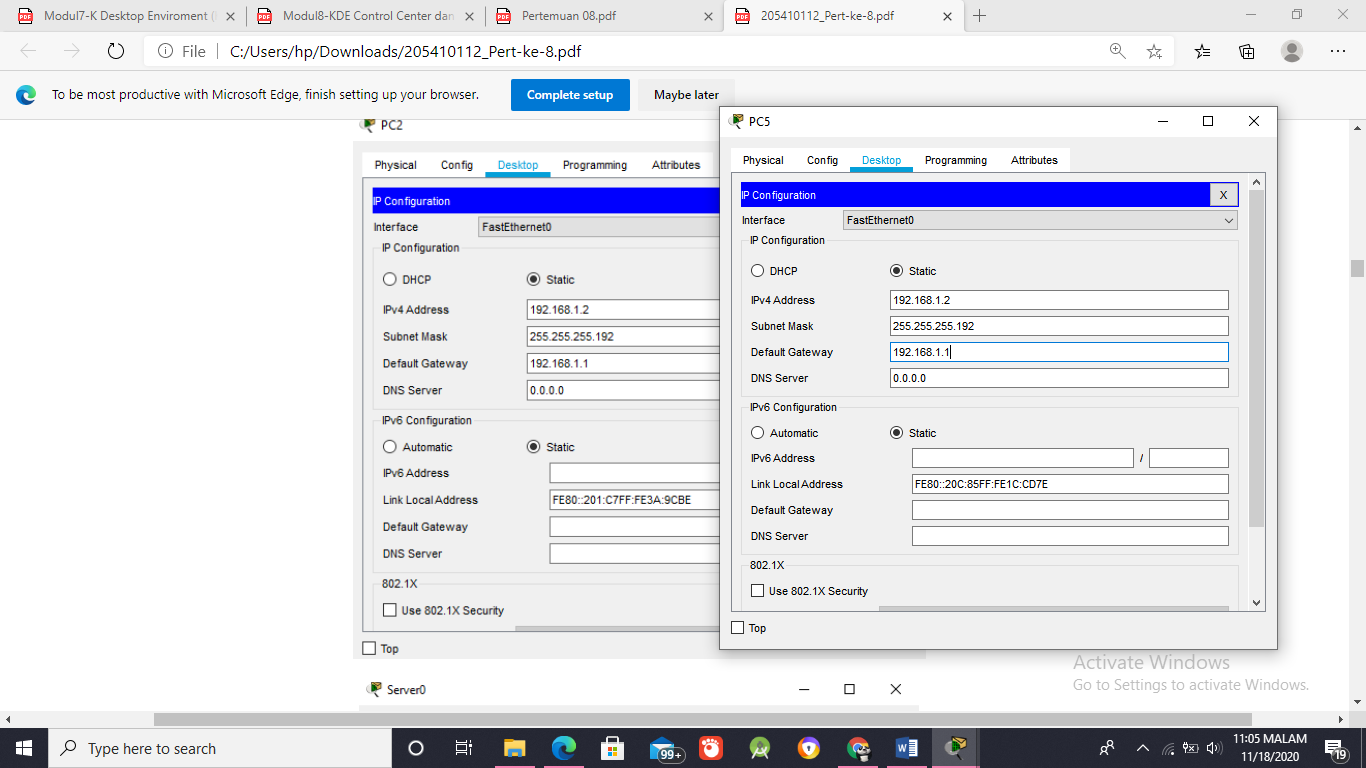 Modul7-K Desktop Enviroment (
Modul8-KDE Control Center dan
Pertemuan 08.pdf
205410112_Pert-ke-8.pdf
File
C:/Users/hp/Downloads/205410112_Pert-ke-8.pdf
To be most productive with Microsoft Edge, finish setting up your browser.
Complete setup
Maybe later
PC2
Physical Config Desktop Programming Attributes
IP Configuration
Interface FastEthernet0
IP Configuration
DHCP Static
IPv4 Address 192.168.1.2
Subnet Mask 255.255.255.192
Default Gateway 192.168.1.1
DNS Server 0.0.0.0
IPv6 Configuration
Automatic Static
IPv6 Address
Link Local Address FE80::201:C7FF:FE3A:9CBE
Default Gateway
DNS Server
802.1X
Use 802.1X Security
Top
PC5
Physical Config Desktop Programming Attributes
IP Configuration X
Interface FastEthernet0
IP Configuration
DHCP Static
IPv4 Address 192.168.1.2
Subnet Mask 255.255.255.192
Default Gateway 192.168.1.1
DNS Server 0.0.0.0
IPv6 Configuration
Automatic Static
IPv6 Address /
Link Local Address FE80::20C:85FF:FE1C:CD7E
Default Gateway
DNS Server
802.1X
Use 802.1X Security
Top
Activate Windows
Go to Settings to activate Windows.
Server0
Type here to search
99+
11:05 MALAM
11/18/2020
19